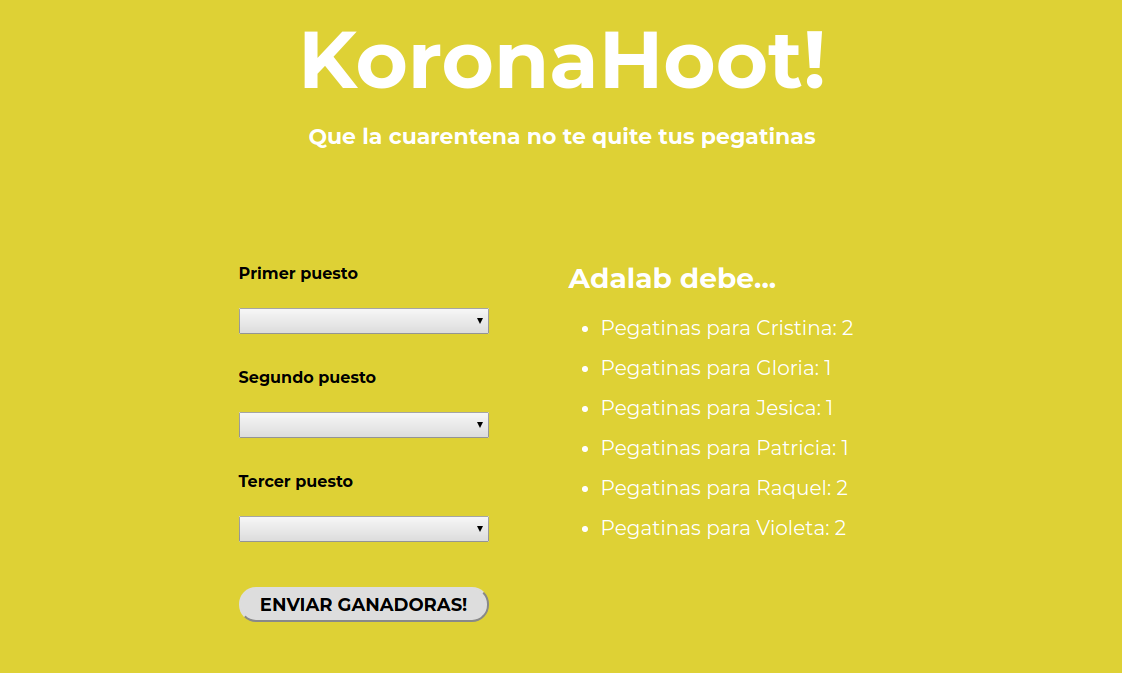 KoronaHoot!
Que la cuarentena no te quite tus pegatinas
Primer puesto
Segundo puesto
Tercer puesto
ENVIAR GANADORAS!
Adalab debe...
Pegatinas para Cristina: 2
Pegatinas para Gloria: 1
Pegatinas para Jesica: 1
Pegatinas para Patricia: 1
Pegatinas para Raquel: 2
Pegatinas para Violeta: 2